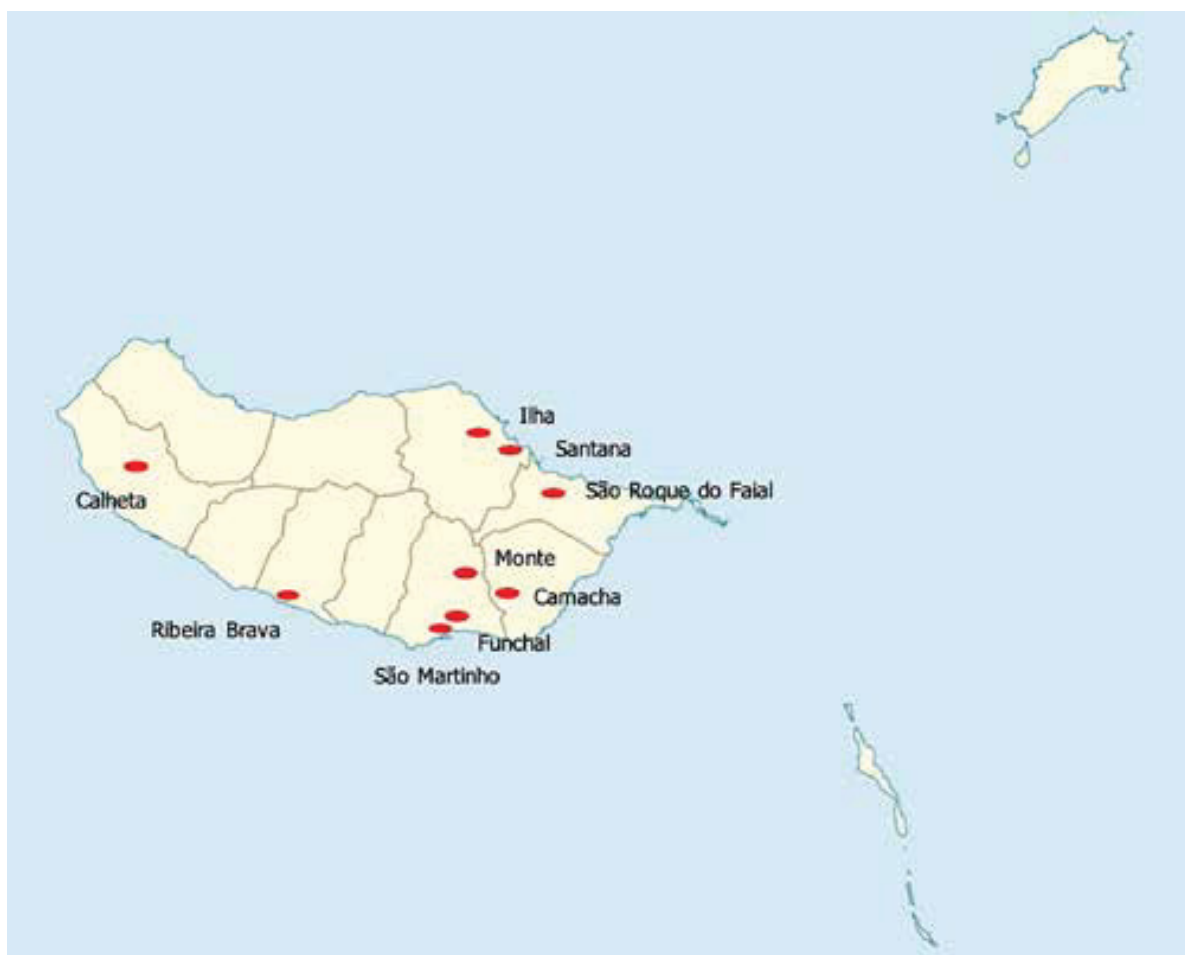 Ilha
Santana
São Roque do Faial
Calheta
Monte
Camacha
Ribeira Brava
Funchal
São Martinho